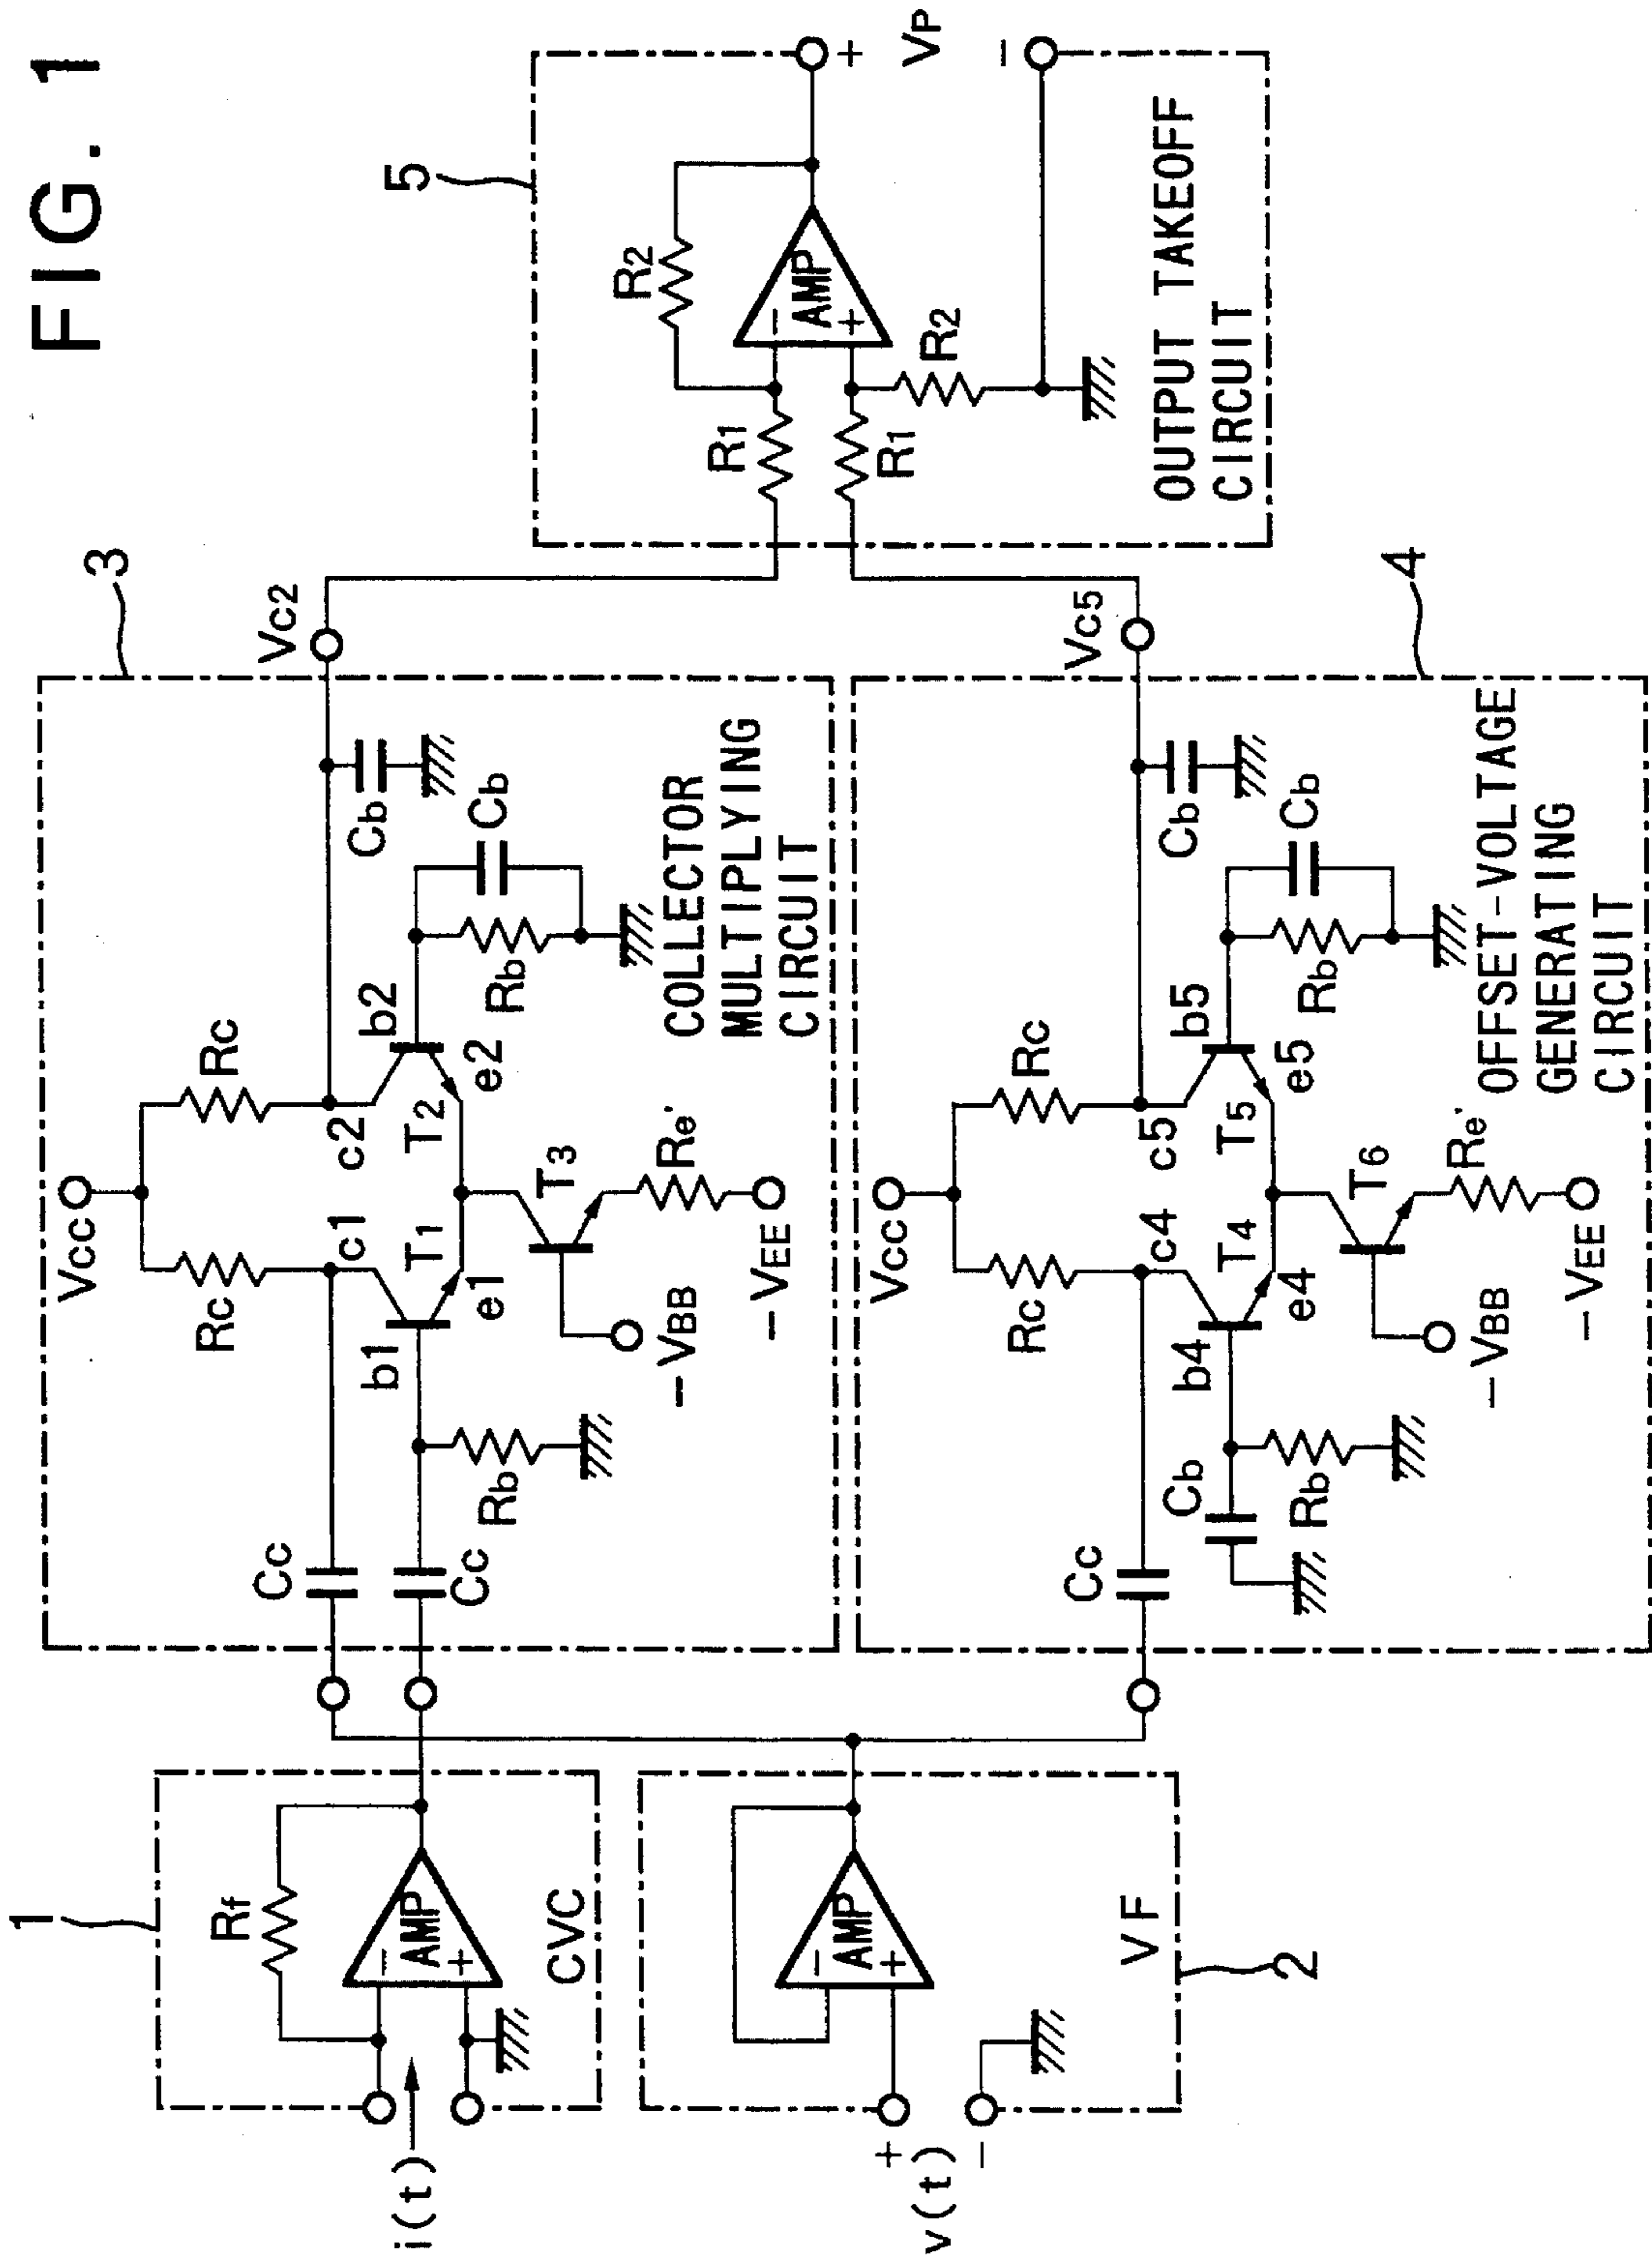 FIG. 1
1
Rf
AMP
−
+
CVC
i(t)
2
AMP
−
+
VF
+
v(t)
−
3
Vcc
Rc
Rc
c1
c2
Cc
Cc
b1
T1
e1
T2
e2
b2
Rb
T3
Re'
−VBB
−VEE
Rb
Cb
Cb
Vc2
COLLECTOR
MULTIPLYING
CIRCUIT
4
Vcc
Rc
Rc
c4
c5
Cc
Cb
b4
T4
e4
T5
e5
b5
Rb
T6
Re'
−VBB
−VEE
Rb
Cb
Cb
Vc5
OFFSET-VOLTAGE
GENERATING
CIRCUIT
5
R1
R1
R2
AMP
−
+
R2
+
VP
−
OUTPUT TAKEOFF
CIRCUIT